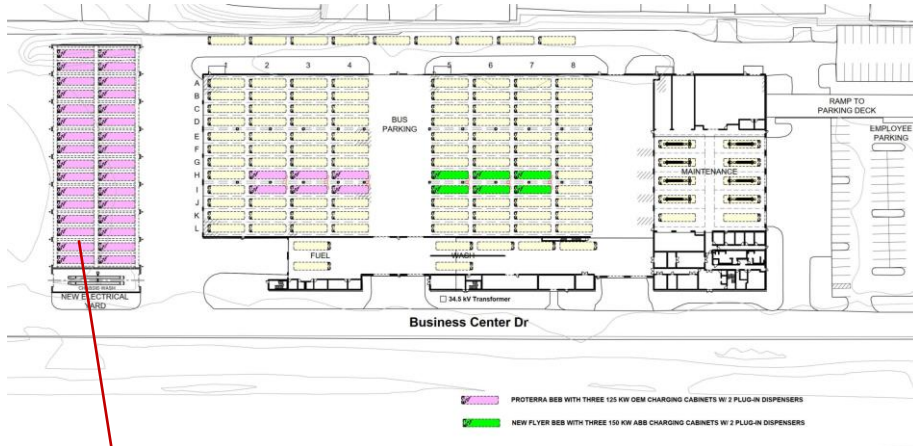 1 2 3 4 5 6 7 8
A
B
C
D
E
F
G
H
I
J
K
L
BUS
PARKING
RAMP TO
PARKING DECK
EMPLOYEE
PARKING
MAINTENANCE
FUEL
WASH
CHASSIS WASH
NEW ELECTRICAL
YARD
34.5 kV Transformer
Business Center Dr
PROTERRA BEB WITH THREE 125 KW OEM CHARGING CABINETS W/ 2 PLUG-IN DISPENSERS
NEW FLYER BEB WITH THREE 150 KW ABB CHARGING CABINETS W/ 2 PLUG-IN DISPENSERS